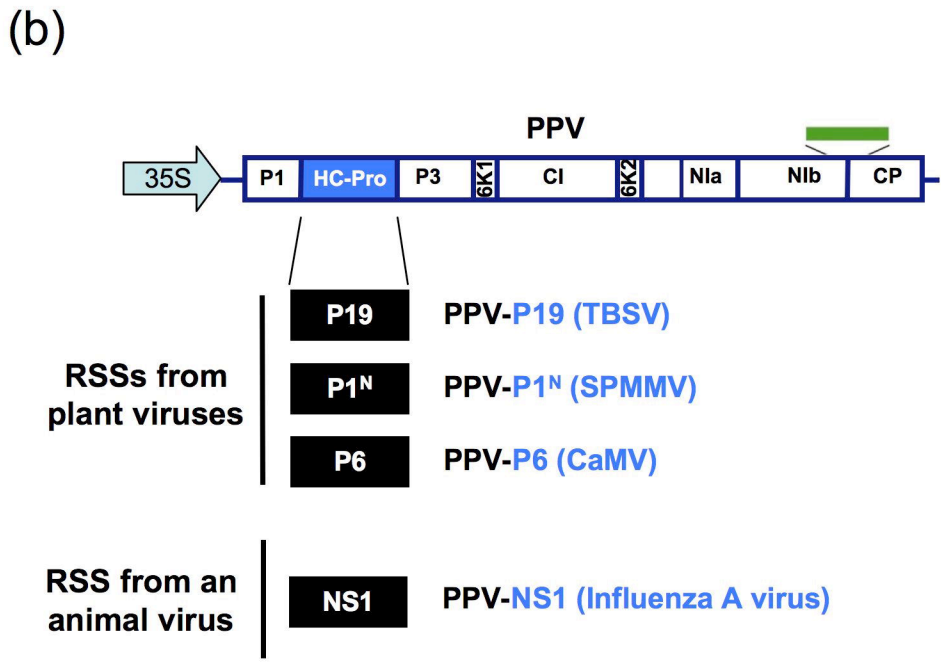 (b)
PPV
35S P1 HC-Pro P3 6K1 CI 6K2 NIa NIb CP
P19 PPV-P19 (TBSV)
RSSs from
plant viruses
P1ᴺ PPV-P1ᴺ (SPMMV)
P6 PPV-P6 (CaMV)
RSS from an
animal virus
NS1 PPV-NS1 (Influenza A virus)